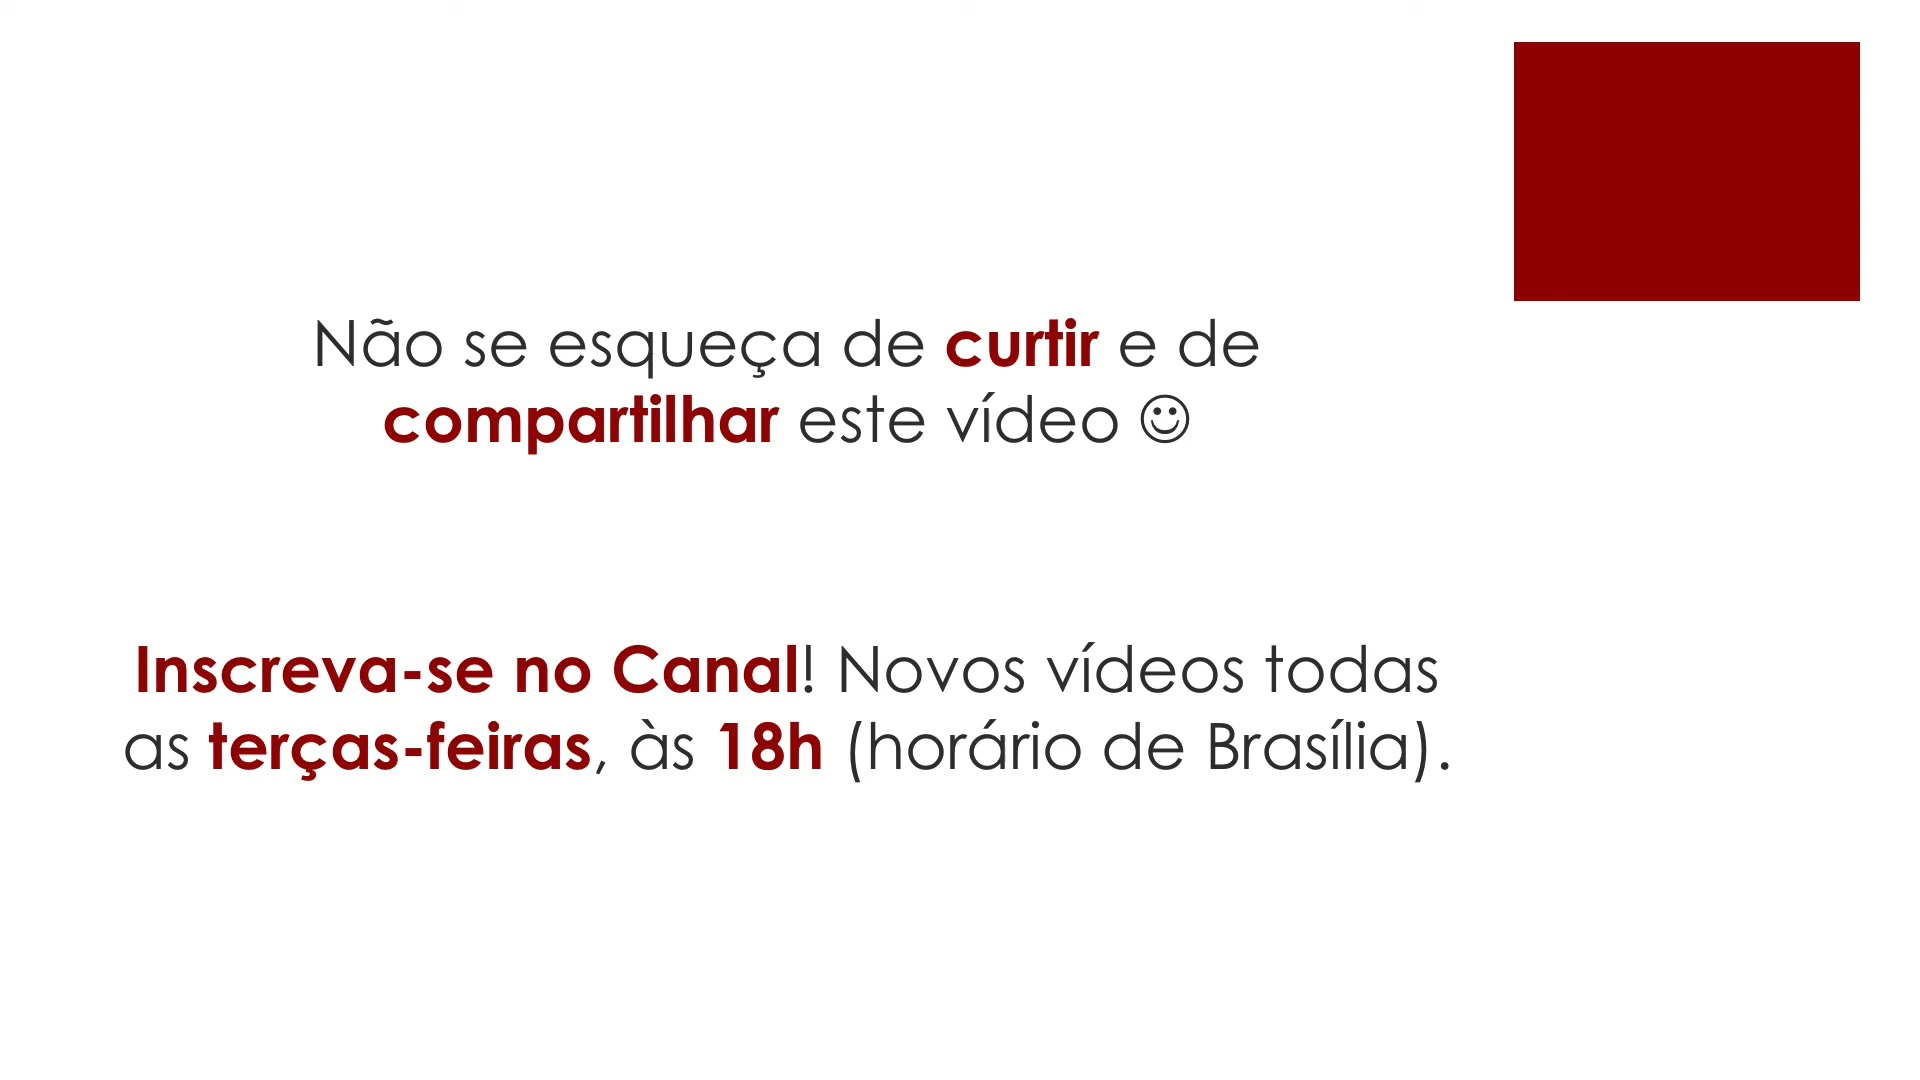 Não se esqueça de curtir e de
compartilhar este vídeo ☺
Inscreva-se no Canal! Novos vídeos todas
as terças-feiras, às 18h (horário de Brasília).